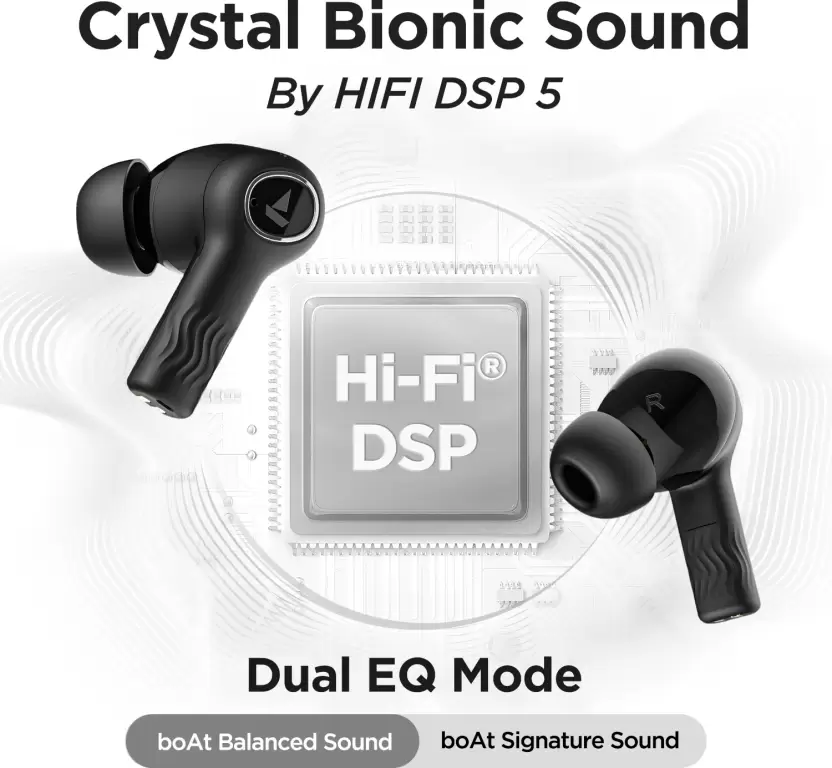 Crystal Bionic Sound
By HIFI DSP 5
Hi-Fi®
DSP
R
Dual EQ Mode
boAt Balanced Sound
boAt Signature Sound